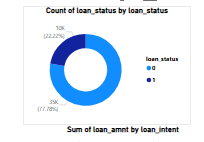 Count of loan_status by loan_status
10K
(22.22%)
loan_status
0
1
35K
(77.78%)
Sum of loan_amnt by loan_intent